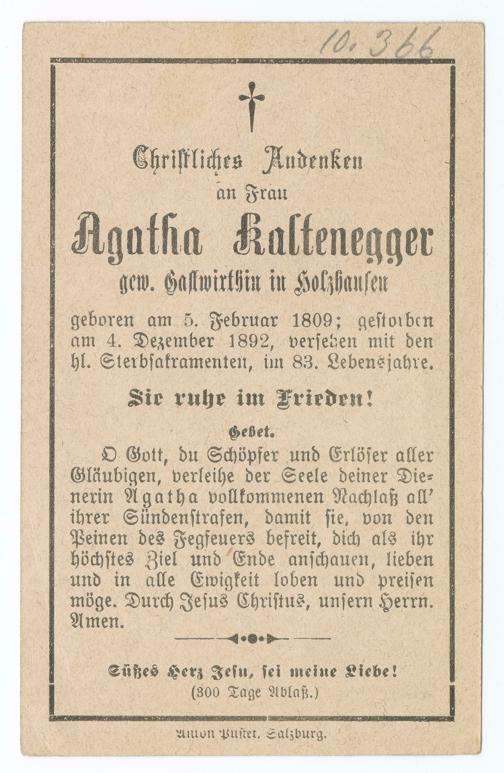 10.366
Christliches Andenken
an Frau
Agatha Kaltenegger
gew. Gastwirthin in Holzhausen
geboren am 5. Februar 1809; gestorben
am 4. Dezember 1892, versehen mit den
hl. Sterbsakramenten, im 83. Lebensjahre.
Sie ruhe im Frieden!
Gebet.
O Gott, du Schöpfer und Erlöser aller
Gläubigen, verleihe der Seele deiner Die-
nerin Agatha vollkommenen Nachlaß all'
ihrer Sündenstrafen, damit sie, von den
Peinen des Fegfeuers befreit, dich als ihr
höchstes Ziel und Ende anschauen, lieben
und in alle Ewigkeit loben und preisen
möge. Durch Jesus Christus, unsern Herrn.
Amen.
Süßes Herz Jesu, sei meine Liebe!
(300 Tage Ablaß.)
Anton Pustet, Salzburg.